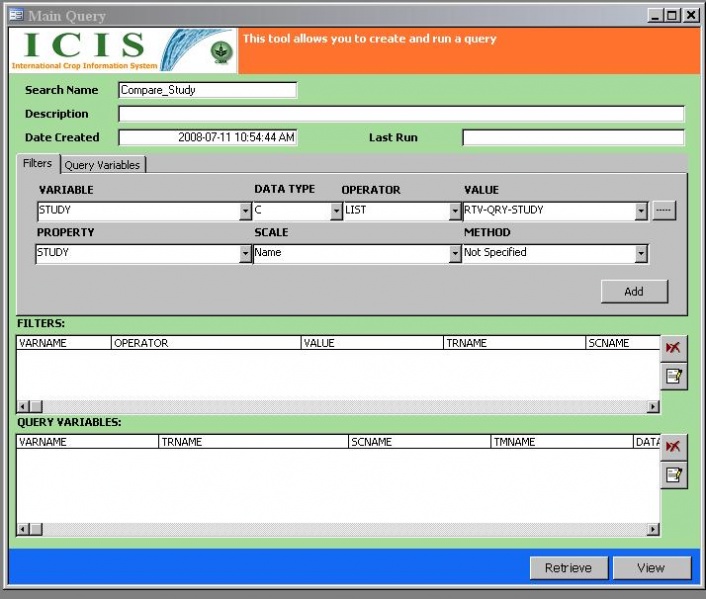 Main Query
ICIS
International Crop Information System
This tool allows you to create and run a query
Search Name Compare_Study
Description
Date Created 2008-07-11 10:54:44 AM Last Run
Filters Query Variables
VARIABLE DATA TYPE OPERATOR VALUE
STUDY C LIST RTV-QRY-STUDY -----
PROPERTY SCALE METHOD
STUDY Name Not Specified
Add
FILTERS:
VARNAME OPERATOR VALUE TRNAME SCNAME
QUERY VARIABLES:
VARNAME TRNAME SCNAME TMNAME DATA
Retrieve View